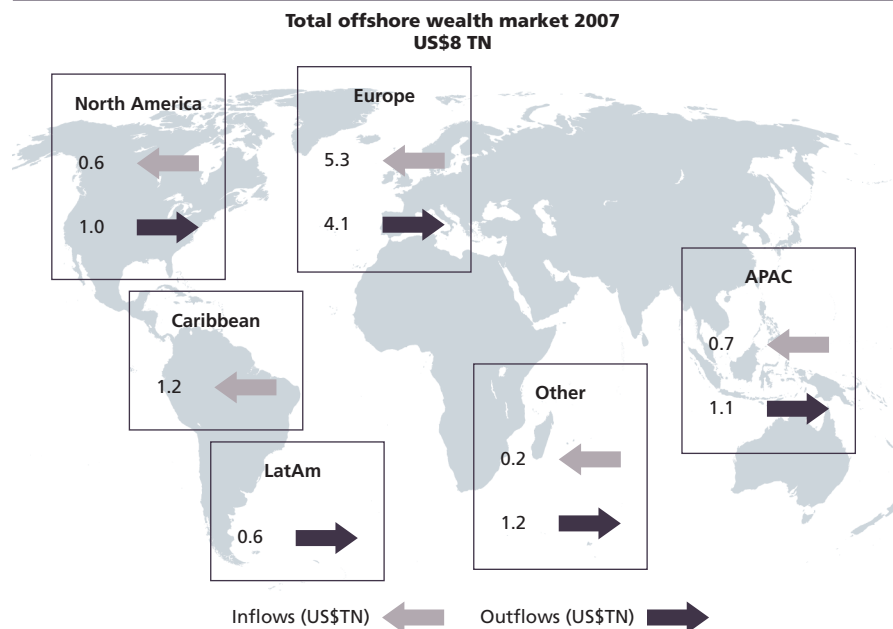 Total offshore wealth market 2007
US$8 TN
North America
0.6
1.0
Europe
5.3
4.1
Caribbean
1.2
LatAm
0.6
Other
0.2
1.2
APAC
0.7
1.1
Inflows (US$TN)
Outflows (US$TN)